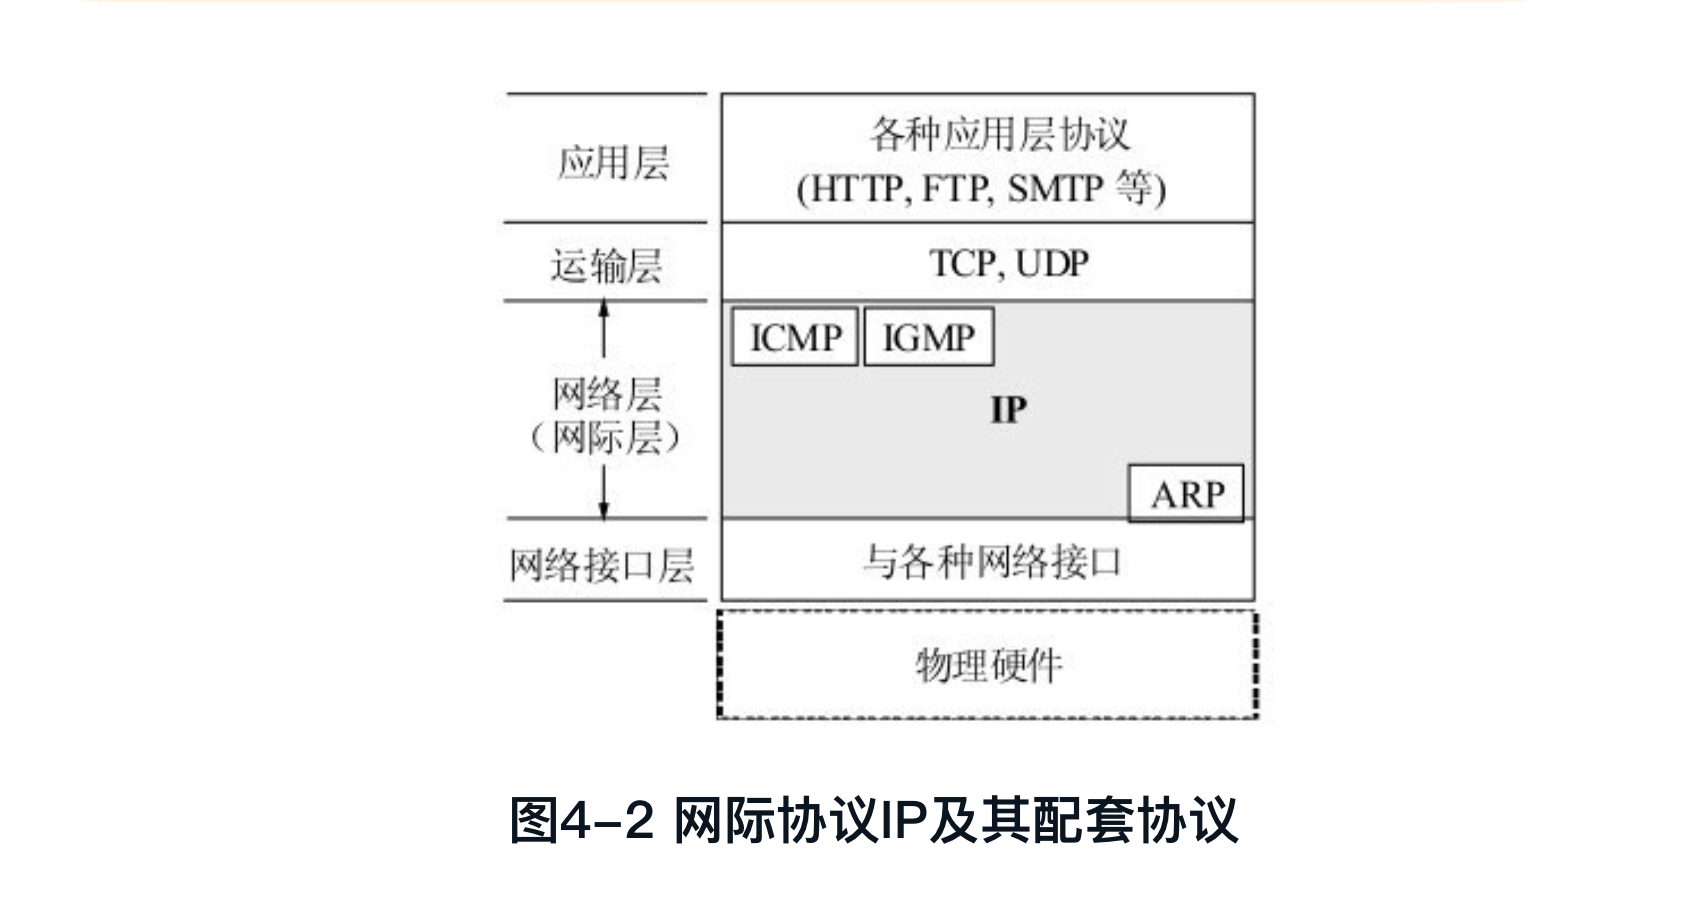 应用层
各种应用层协议
(HTTP, FTP, SMTP 等)
运输层
TCP, UDP
ICMP
IGMP
网络层
（网际层）
IP
ARP
网络接口层
与各种网络接口
物理硬件
图4-2 网际协议IP及其配套协议